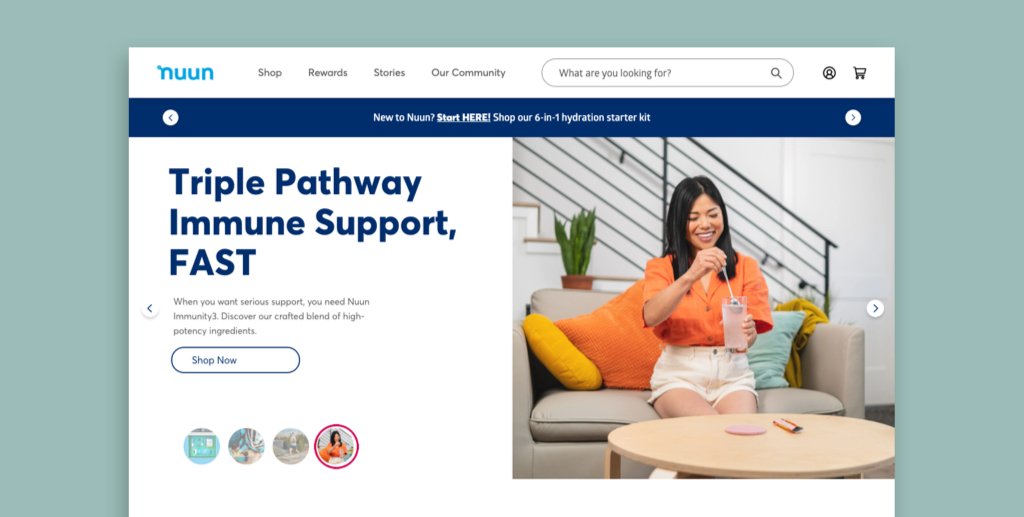 nuun
Shop
Rewards
Stories
Our Community
What are you looking for?
New to Nuun? Start HERE! Shop our 6-in-1 hydration starter kit
Triple Pathway
Immune Support,
FAST
When you want serious support, you need Nuun
Immunity3. Discover our crafted blend of high-
potency ingredients.
Shop Now